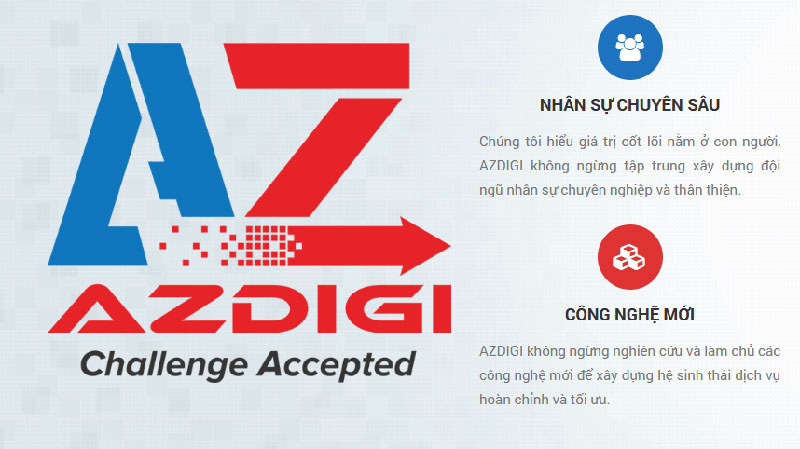 AZ
AZDIGI
Challenge Accepted
NHÂN SỰ CHUYÊN SÂU
Chúng tôi hiểu giá trị cốt lõi nằm ở con người.
AZDIGI không ngừng tập trung xây dựng đội
ngũ nhân sự chuyên nghiệp và thân thiện.
CÔNG NGHỆ MỚI
AZDIGI không ngừng nghiên cứu và làm chủ các
công nghệ mới để xây dựng hệ sinh thái dịch vụ
hoàn chỉnh và tối ưu.